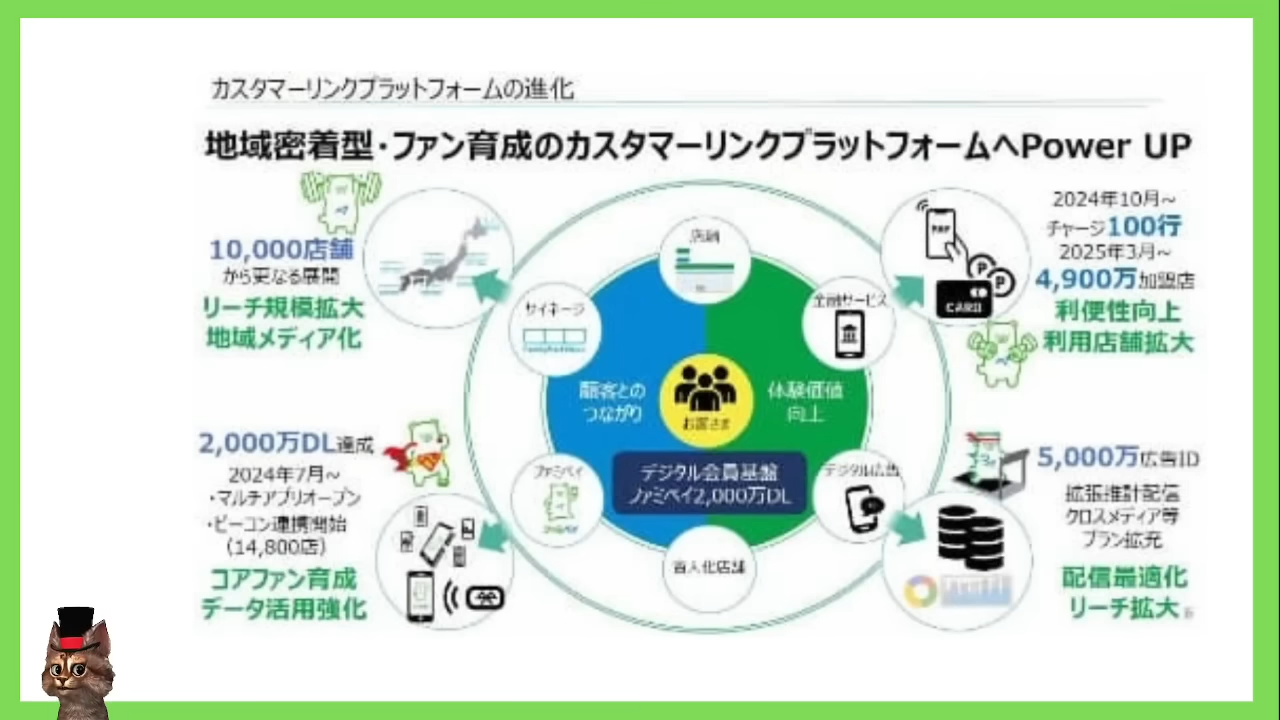 カスタマーリンクプラットフォームの進化
地域密着型・ファン育成のカスタマーリンクプラットフォームへPower UP
10,000店舗
から更なる展開
リーチ規模拡大
地域メディア化
2024年10月～
チャージ100行
2025年3月～
4,900万加盟店
利便性向上
利用店舗拡大
店舗
サイネージ
金融サービス
CARD
顧客との
つながり
お客さま
体験価値
向上
デジタル会員基盤
ファミペイ2,000万DL
ファミペイ
デジタル広告
省人化店舗
2,000万DL達成
2024年7月～
・マルチアプリオープン
・ビーコン連携開始
（14,800店）
コアファン育成
データ活用強化
5,000万広告ID
拡張推計配信
クロスメディア等
プラン拡充
配信最適化
リーチ拡大